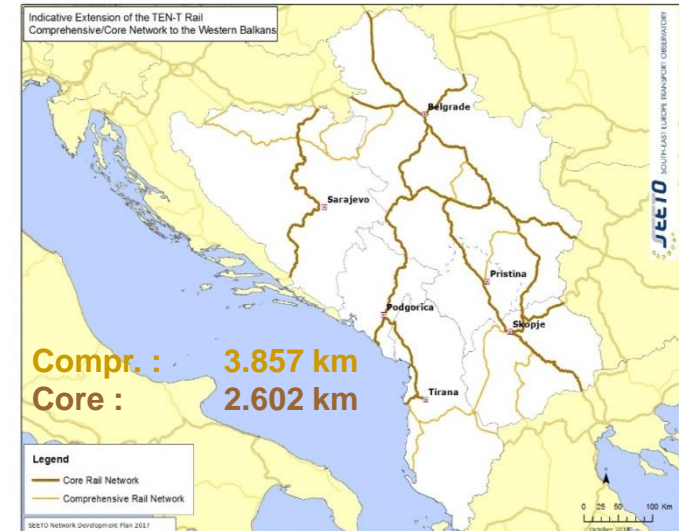 Indicative Extension of the TEN-T Rail
Comprehensive/Core Network to the Western Balkans
SEETO SOUTH-EAST EUROPE TRANSPORT OBSERVATORY
Belgrade
Sarajevo
Pristina
Podgorica
Skopje
Compr. : 3.857 km
Core : 2.602 km
Tirana
Legend
Core Rail Network
Comprehensive Rail Network
SEETO Network Development Plan 2017
0 25 50 100 Km
October 2016